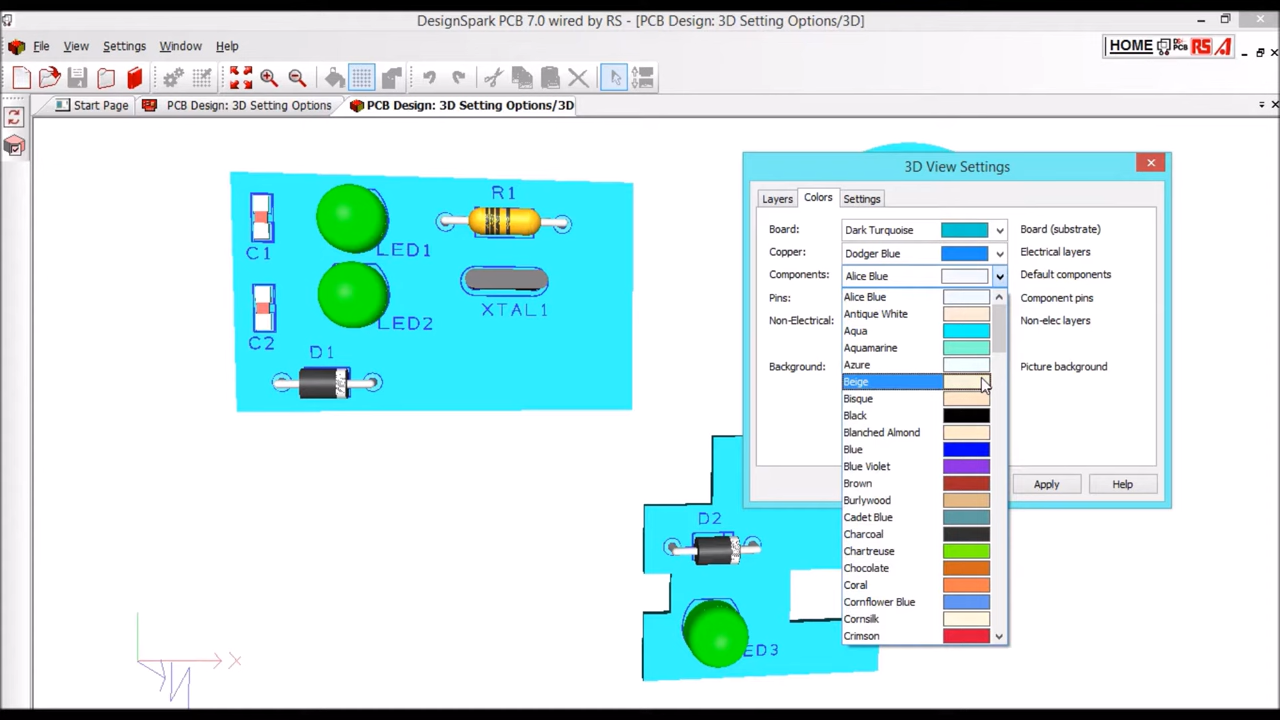 DesignSpark PCB 7.0 wired by RS - [PCB Design: 3D Setting Options/3D]
File View Settings Window Help
HOME PCB RS
Start Page PCB Design: 3D Setting Options PCB Design: 3D Setting Options/3D
3D View Settings
Layers Colors Settings
Board: Dark Turquoise Board (substrate)
Copper: Dodger Blue Electrical layers
Components: Alice Blue Default components
Pins: Component pins
Non-Electrical: Non-elec layers
Background: Picture background
Alice Blue
Antique White
Aqua
Aquamarine
Azure
Beige
Bisque
Black
Blanched Almond
Blue
Blue Violet
Brown
Burlywood
Cadet Blue
Charcoal
Chartreuse
Chocolate
Coral
Cornflower Blue
Cornsilk
Crimson
Apply Help
R1
C1
LED1
XTAL1
LED2
C2
D1
D2
ED3
X